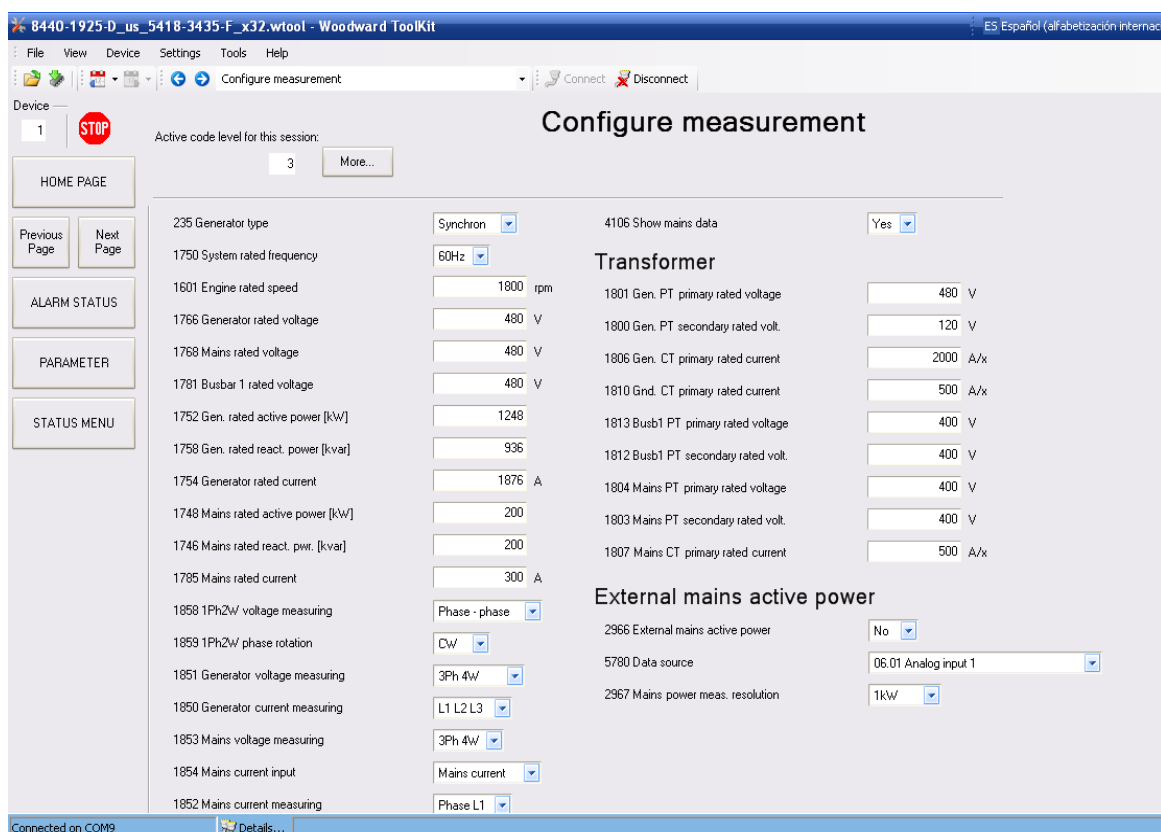 8440-1925-D_us_5418-3435-F_x32.wtool - Woodward ToolKit
ES Español (alfabetización internac
File View Device Settings Tools Help
Configure measurement Connect Disconnect
Device
1 STOP
Active code level for this session:
3 More...
Configure measurement
HOME PAGE
Previous Page
Next Page
ALARM STATUS
PARAMETER
STATUS MENU
235 Generator type Synchron
1750 System rated frequency 60Hz
1601 Engine rated speed 1800 rpm
1766 Generator rated voltage 480 V
1768 Mains rated voltage 480 V
1781 Busbar 1 rated voltage 480 V
1752 Gen. rated active power [kW] 1248
1758 Gen. rated react. power [kvar] 936
1754 Generator rated current 1876 A
1748 Mains rated active power [kW] 200
1746 Mains rated react. pwr. [kvar] 200
1785 Mains rated current 300 A
1858 1Ph2W voltage measuring Phase - phase
1859 1Ph2W phase rotation CW
1851 Generator voltage measuring 3Ph 4W
1850 Generator current measuring L1 L2 L3
1853 Mains voltage measuring 3Ph 4W
1854 Mains current input Mains current
1852 Mains current measuring Phase L1
4106 Show mains data Yes
Transformer
1801 Gen. PT primary rated voltage 480 V
1800 Gen. PT secondary rated volt. 120 V
1806 Gen. CT primary rated current 2000 A/x
1810 Gnd. CT primary rated current 500 A/x
1813 Busb1 PT primary rated voltage 400 V
1812 Busb1 PT secondary rated volt. 400 V
1804 Mains PT primary rated voltage 400 V
1803 Mains PT secondary rated volt. 400 V
1807 Mains CT primary rated current 500 A/x
External mains active power
2966 External mains active power No
5780 Data source 06.01 Analog input 1
2967 Mains power meas. resolution 1kW
Connected on COM9 Details...